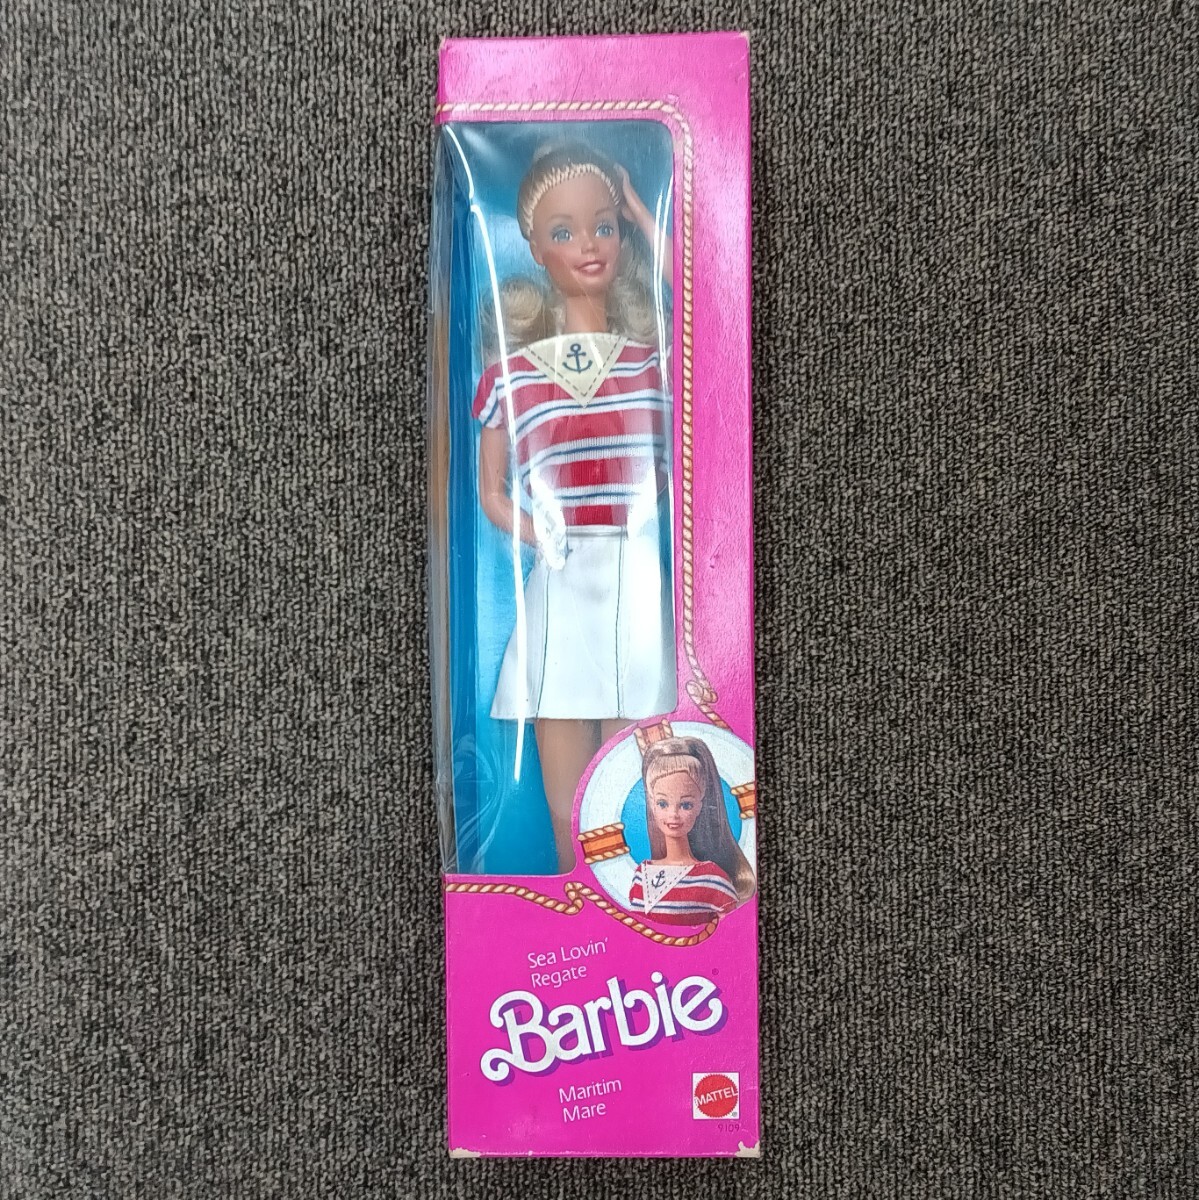 Sea Lovin'
Regate
Barbie®
Maritim
Mare
MATTEL
9109